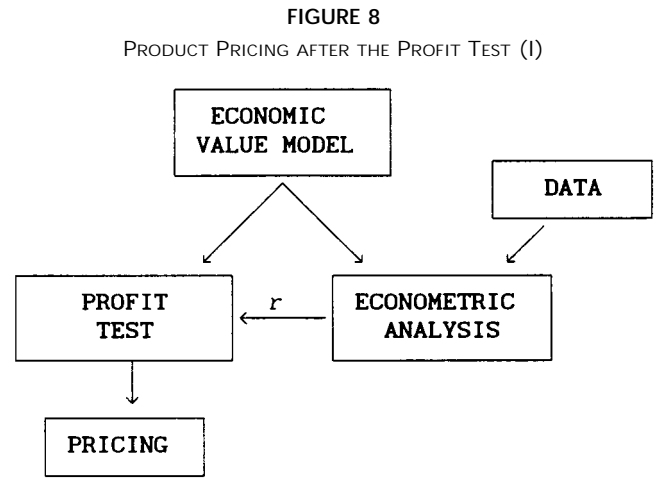 FIGURE 8
PRODUCT PRICING AFTER THE PROFIT TEST (I)
ECONOMIC
VALUE MODEL
DATA
PROFIT
TEST
r
ECONOMETRIC
ANALYSIS
PRICING